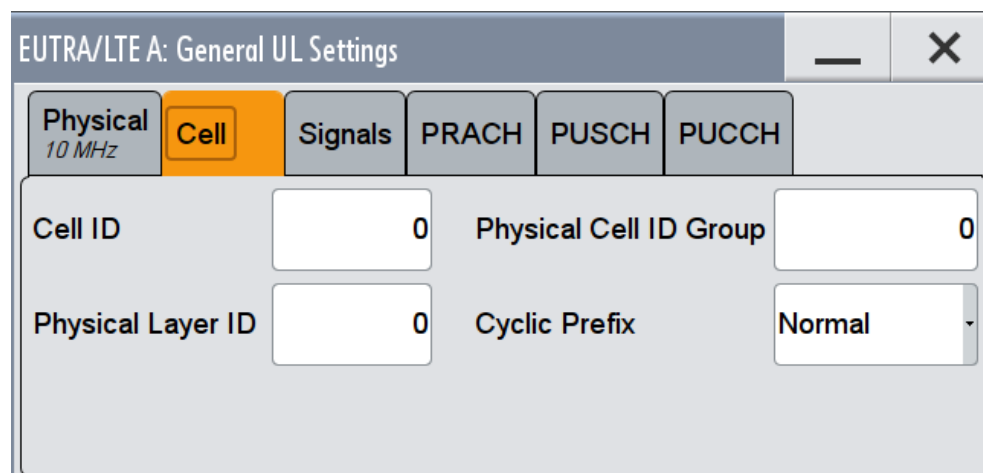 EUTRA/LTE A: General UL Settings
Physical
10 MHz
Cell
Signals
PRACH
PUSCH
PUCCH
Cell ID 0 Physical Cell ID Group 0
Physical Layer ID 0 Cyclic Prefix Normal